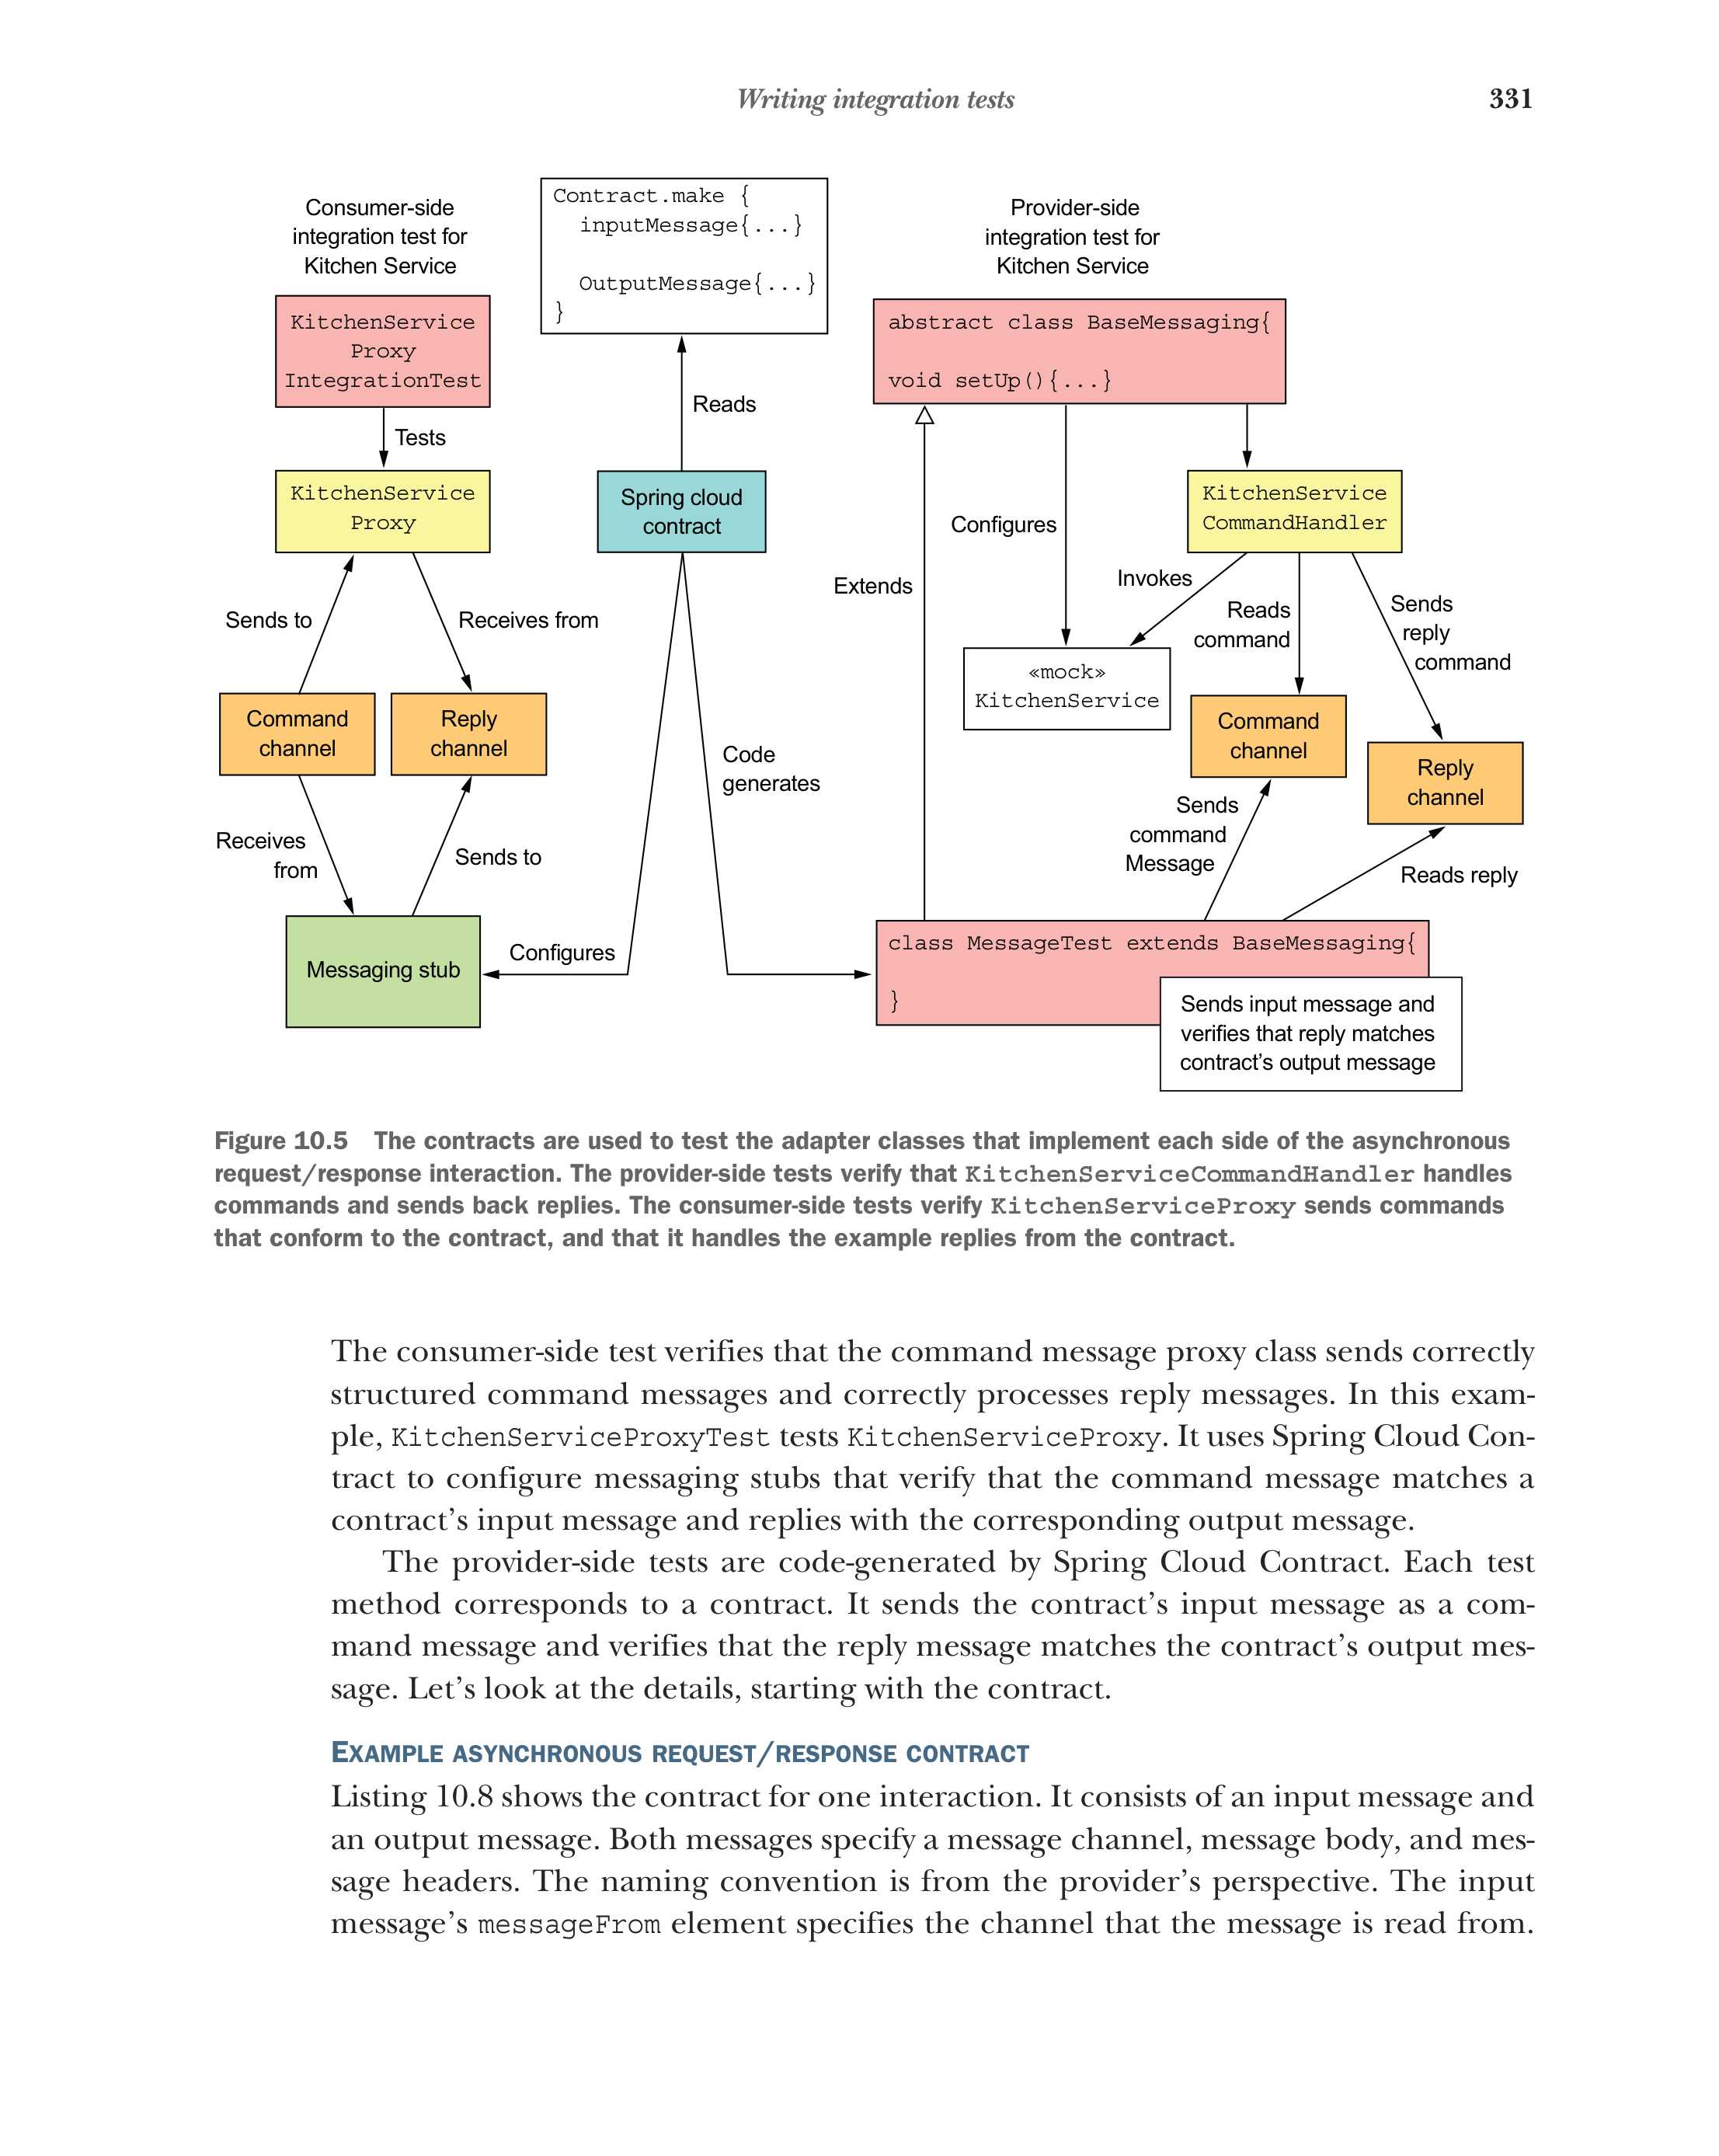 Writing integration tests
331
Consumer-side
integration test for
Kitchen Service
Contract.make {
inputMessage{...}
OutputMessage{...}
}
Provider-side
integration test for
Kitchen Service
KitchenService
Proxy
IntegrationTest
abstract class BaseMessaging{
void setUp(){...}
Reads
Tests
KitchenService
Proxy
Spring cloud
contract
KitchenService
CommandHandler
Configures
Invokes
Extends
Sends to
Receives from
Reads
command
Sends
reply
command
«mock»
KitchenService
Command
channel
Reply
channel
Command
channel
Code
generates
Reply
channel
Receives
from
Sends to
Sends
command
Message
Reads reply
Messaging stub
Configures
class MessageTest extends BaseMessaging{
}
Sends input message and
verifies that reply matches
contract’s output message
Figure 10.5 The contracts are used to test the adapter classes that implement each side of the asynchronous
request/response interaction. The provider-side tests verify that KitchenServiceCommandHandler handles
commands and sends back replies. The consumer-side tests verify KitchenServiceProxy sends commands
that conform to the contract, and that it handles the example replies from the contract.
The consumer-side test verifies that the command message proxy class sends correctly
structured command messages and correctly processes reply messages. In this exam-
ple, KitchenServiceProxyTest tests KitchenServiceProxy. It uses Spring Cloud Con-
tract to configure messaging stubs that verify that the command message matches a
contract’s input message and replies with the corresponding output message.
The provider-side tests are code-generated by Spring Cloud Contract. Each test
method corresponds to a contract. It sends the contract’s input message as a com-
mand message and verifies that the reply message matches the contract’s output mes-
sage. Let’s look at the details, starting with the contract.
EXAMPLE ASYNCHRONOUS REQUEST/RESPONSE CONTRACT
Listing 10.8 shows the contract for one interaction. It consists of an input message and
an output message. Both messages specify a message channel, message body, and mes-
sage headers. The naming convention is from the provider’s perspective. The input
message’s messageFrom element specifies the channel that the message is read from.